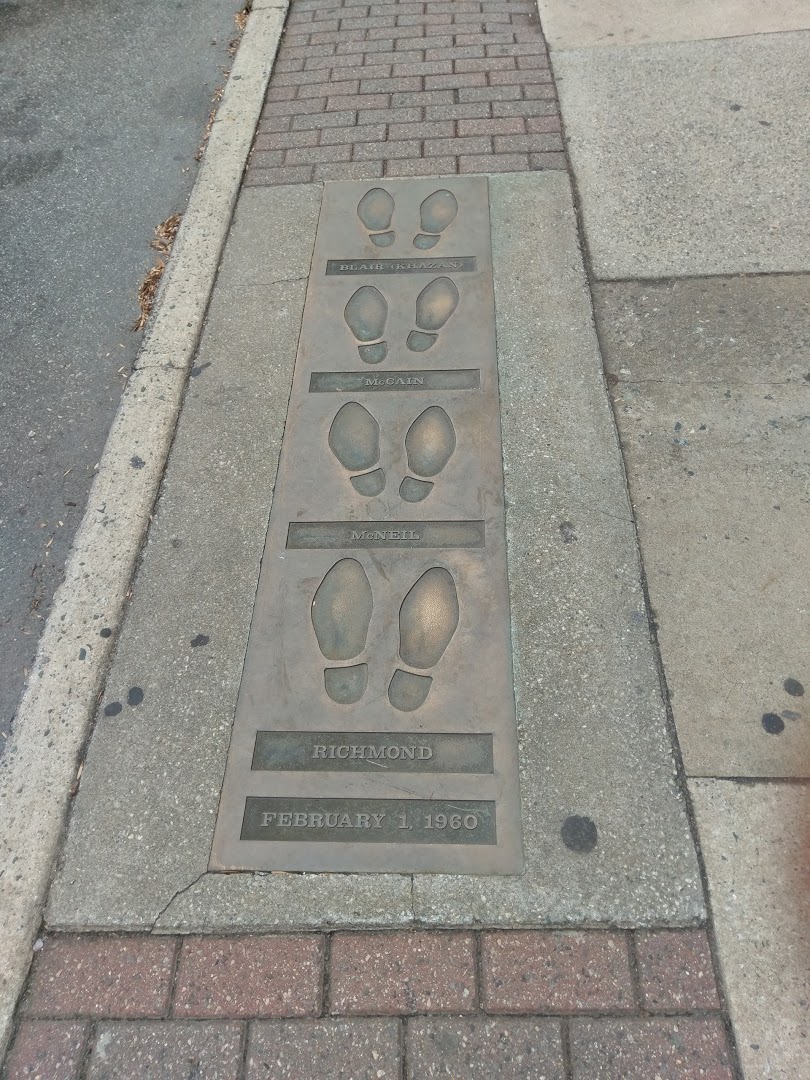 BLAIR (KHAZAN)
McCAIN
McNEIL
RICHMOND
FEBRUARY 1, 1960